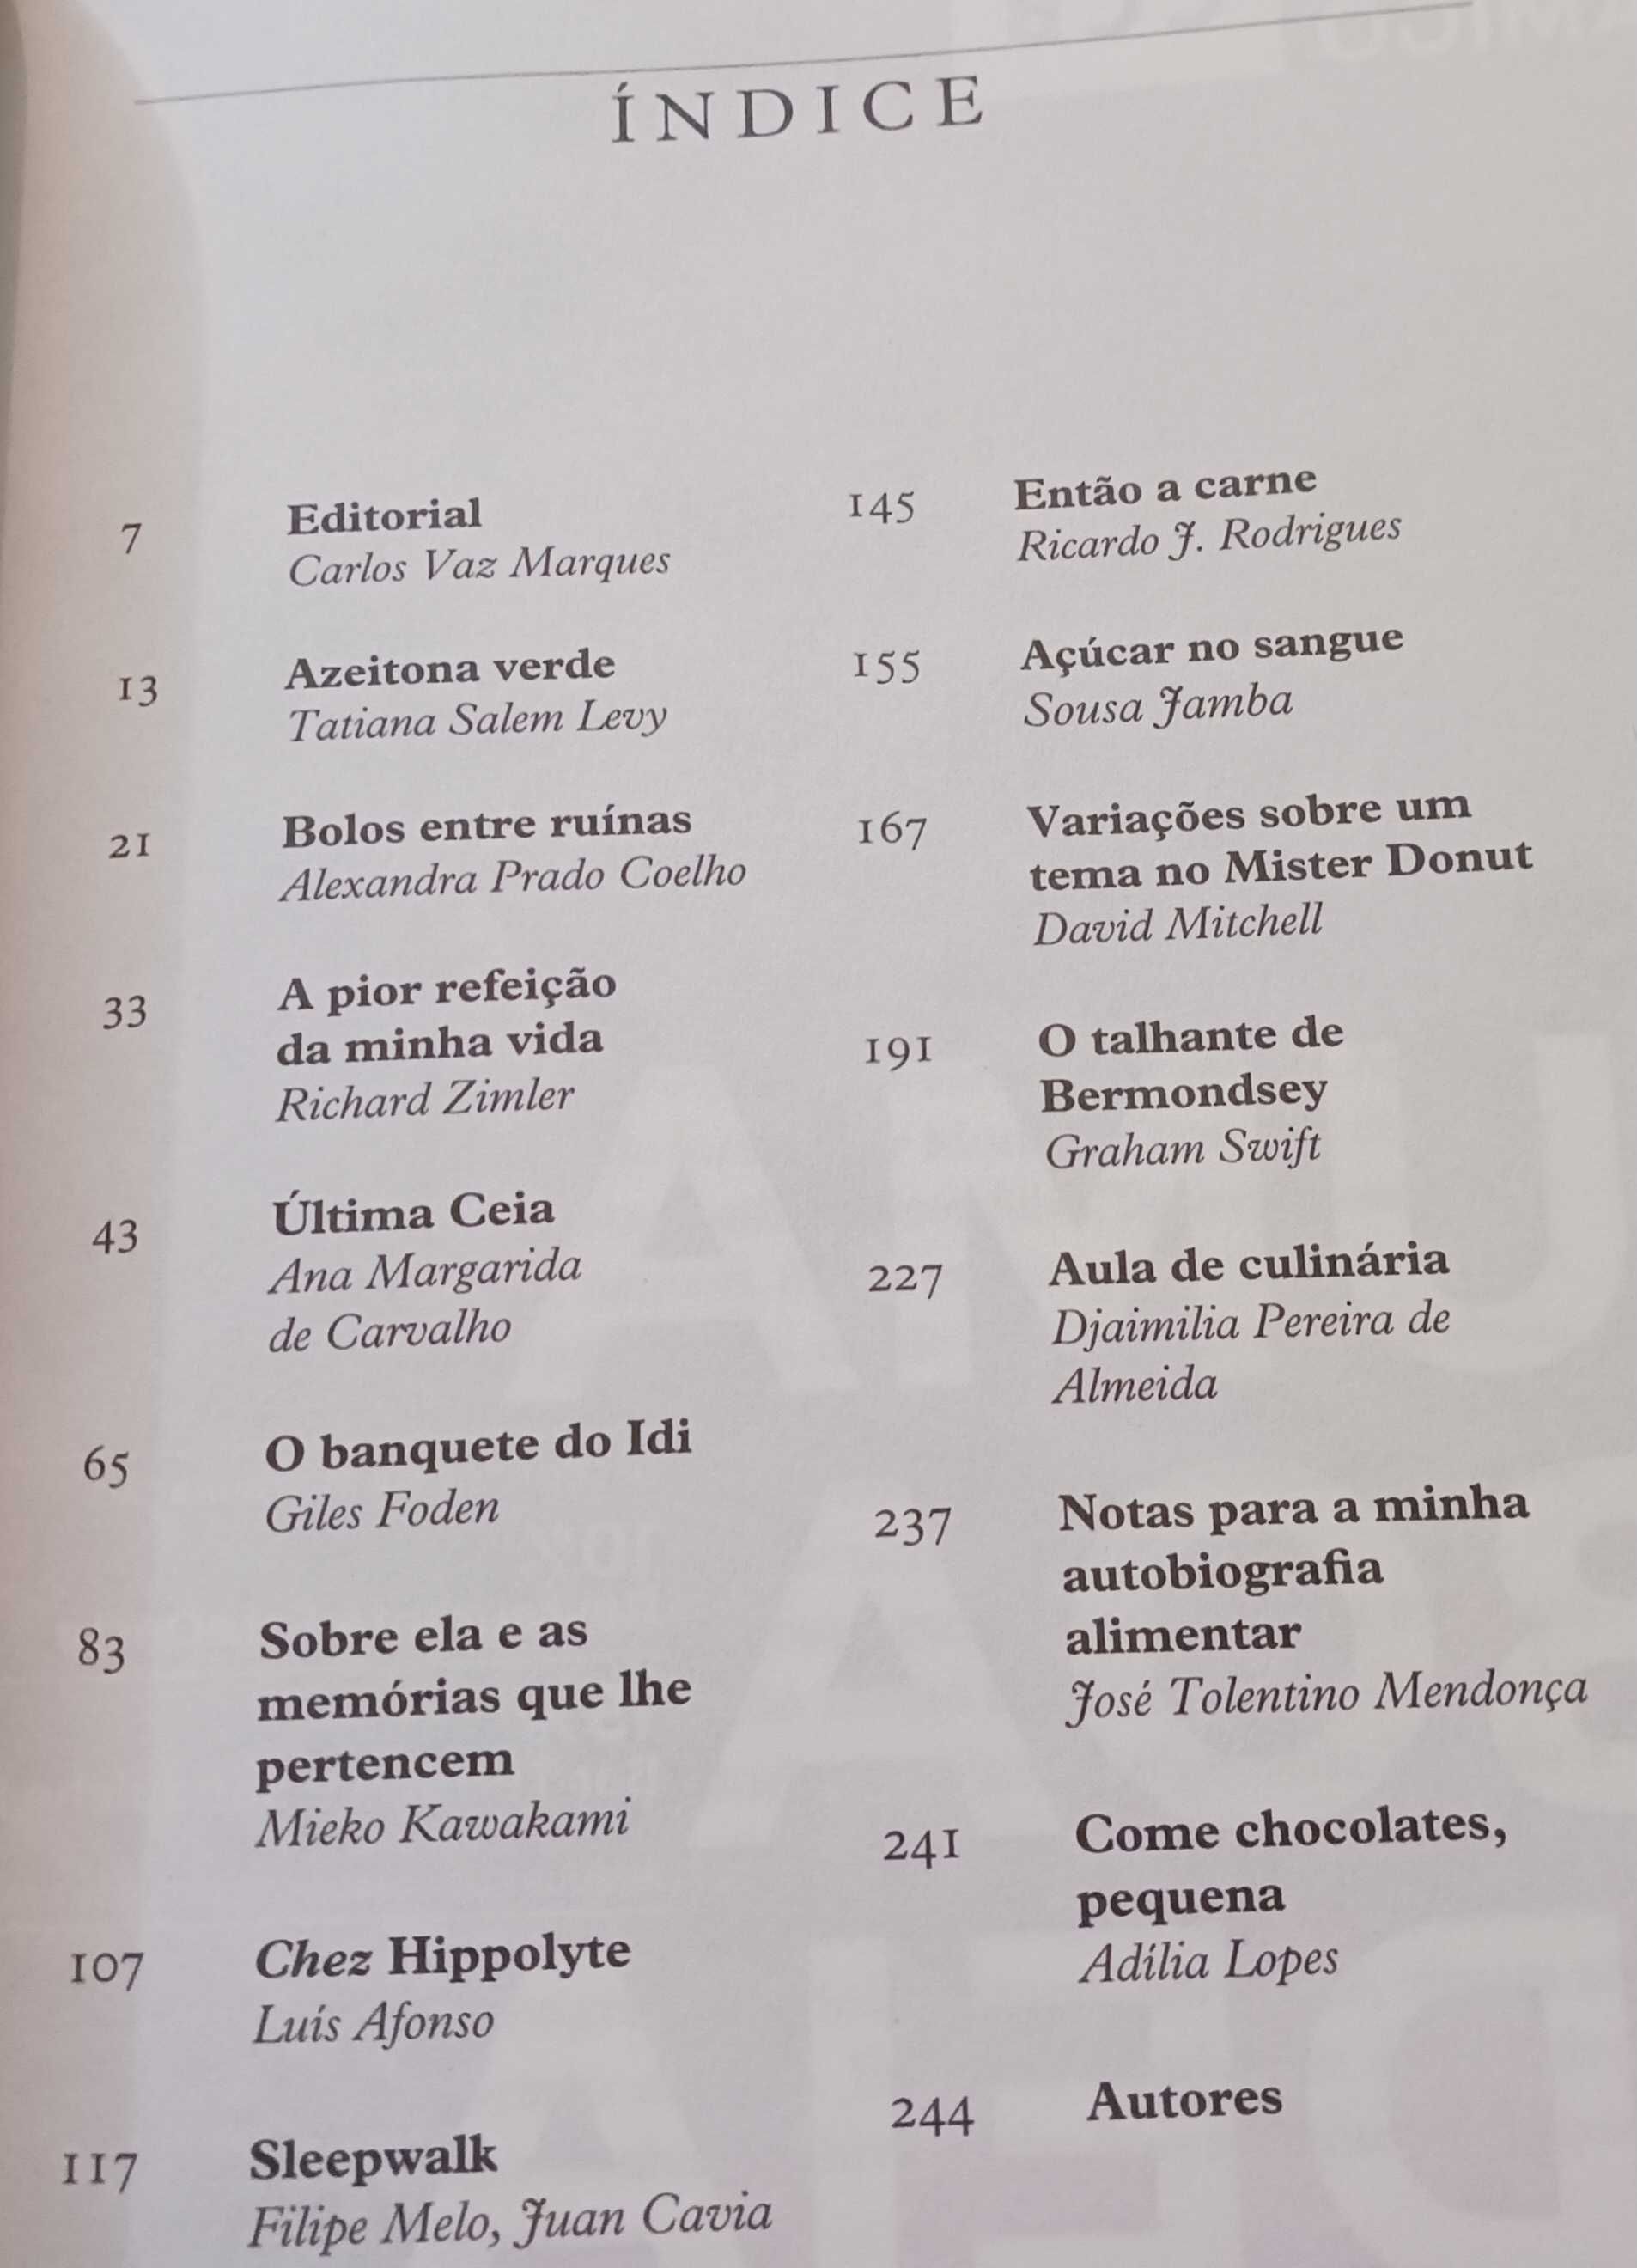 ÍNDICE
7
Editorial
Carlos Vaz Marques
13
Azeitona verde
Tatiana Salem Levy
21
Bolos entre ruínas
Alexandra Prado Coelho
33
A pior refeição
da minha vida
Richard Zimler
43
Última Ceia
Ana Margarida
de Carvalho
65
O banquete do Idi
Giles Foden
83
Sobre ela e as
memórias que lhe
pertencem
Mieko Kawakami
107
Chez Hippolyte
Luís Afonso
117
Sleepwalk
Filipe Melo, Juan Cavia
145
Então a carne
Ricardo J. Rodrigues
155
Açúcar no sangue
Sousa Jamba
167
Variações sobre um
tema no Mister Donut
David Mitchell
191
O talhante de
Bermondsey
Graham Swift
227
Aula de culinária
Djaimilia Pereira de
Almeida
237
Notas para a minha
autobiografia
alimentar
José Tolentino Mendonça
241
Come chocolates,
pequena
Adília Lopes
244
Autores